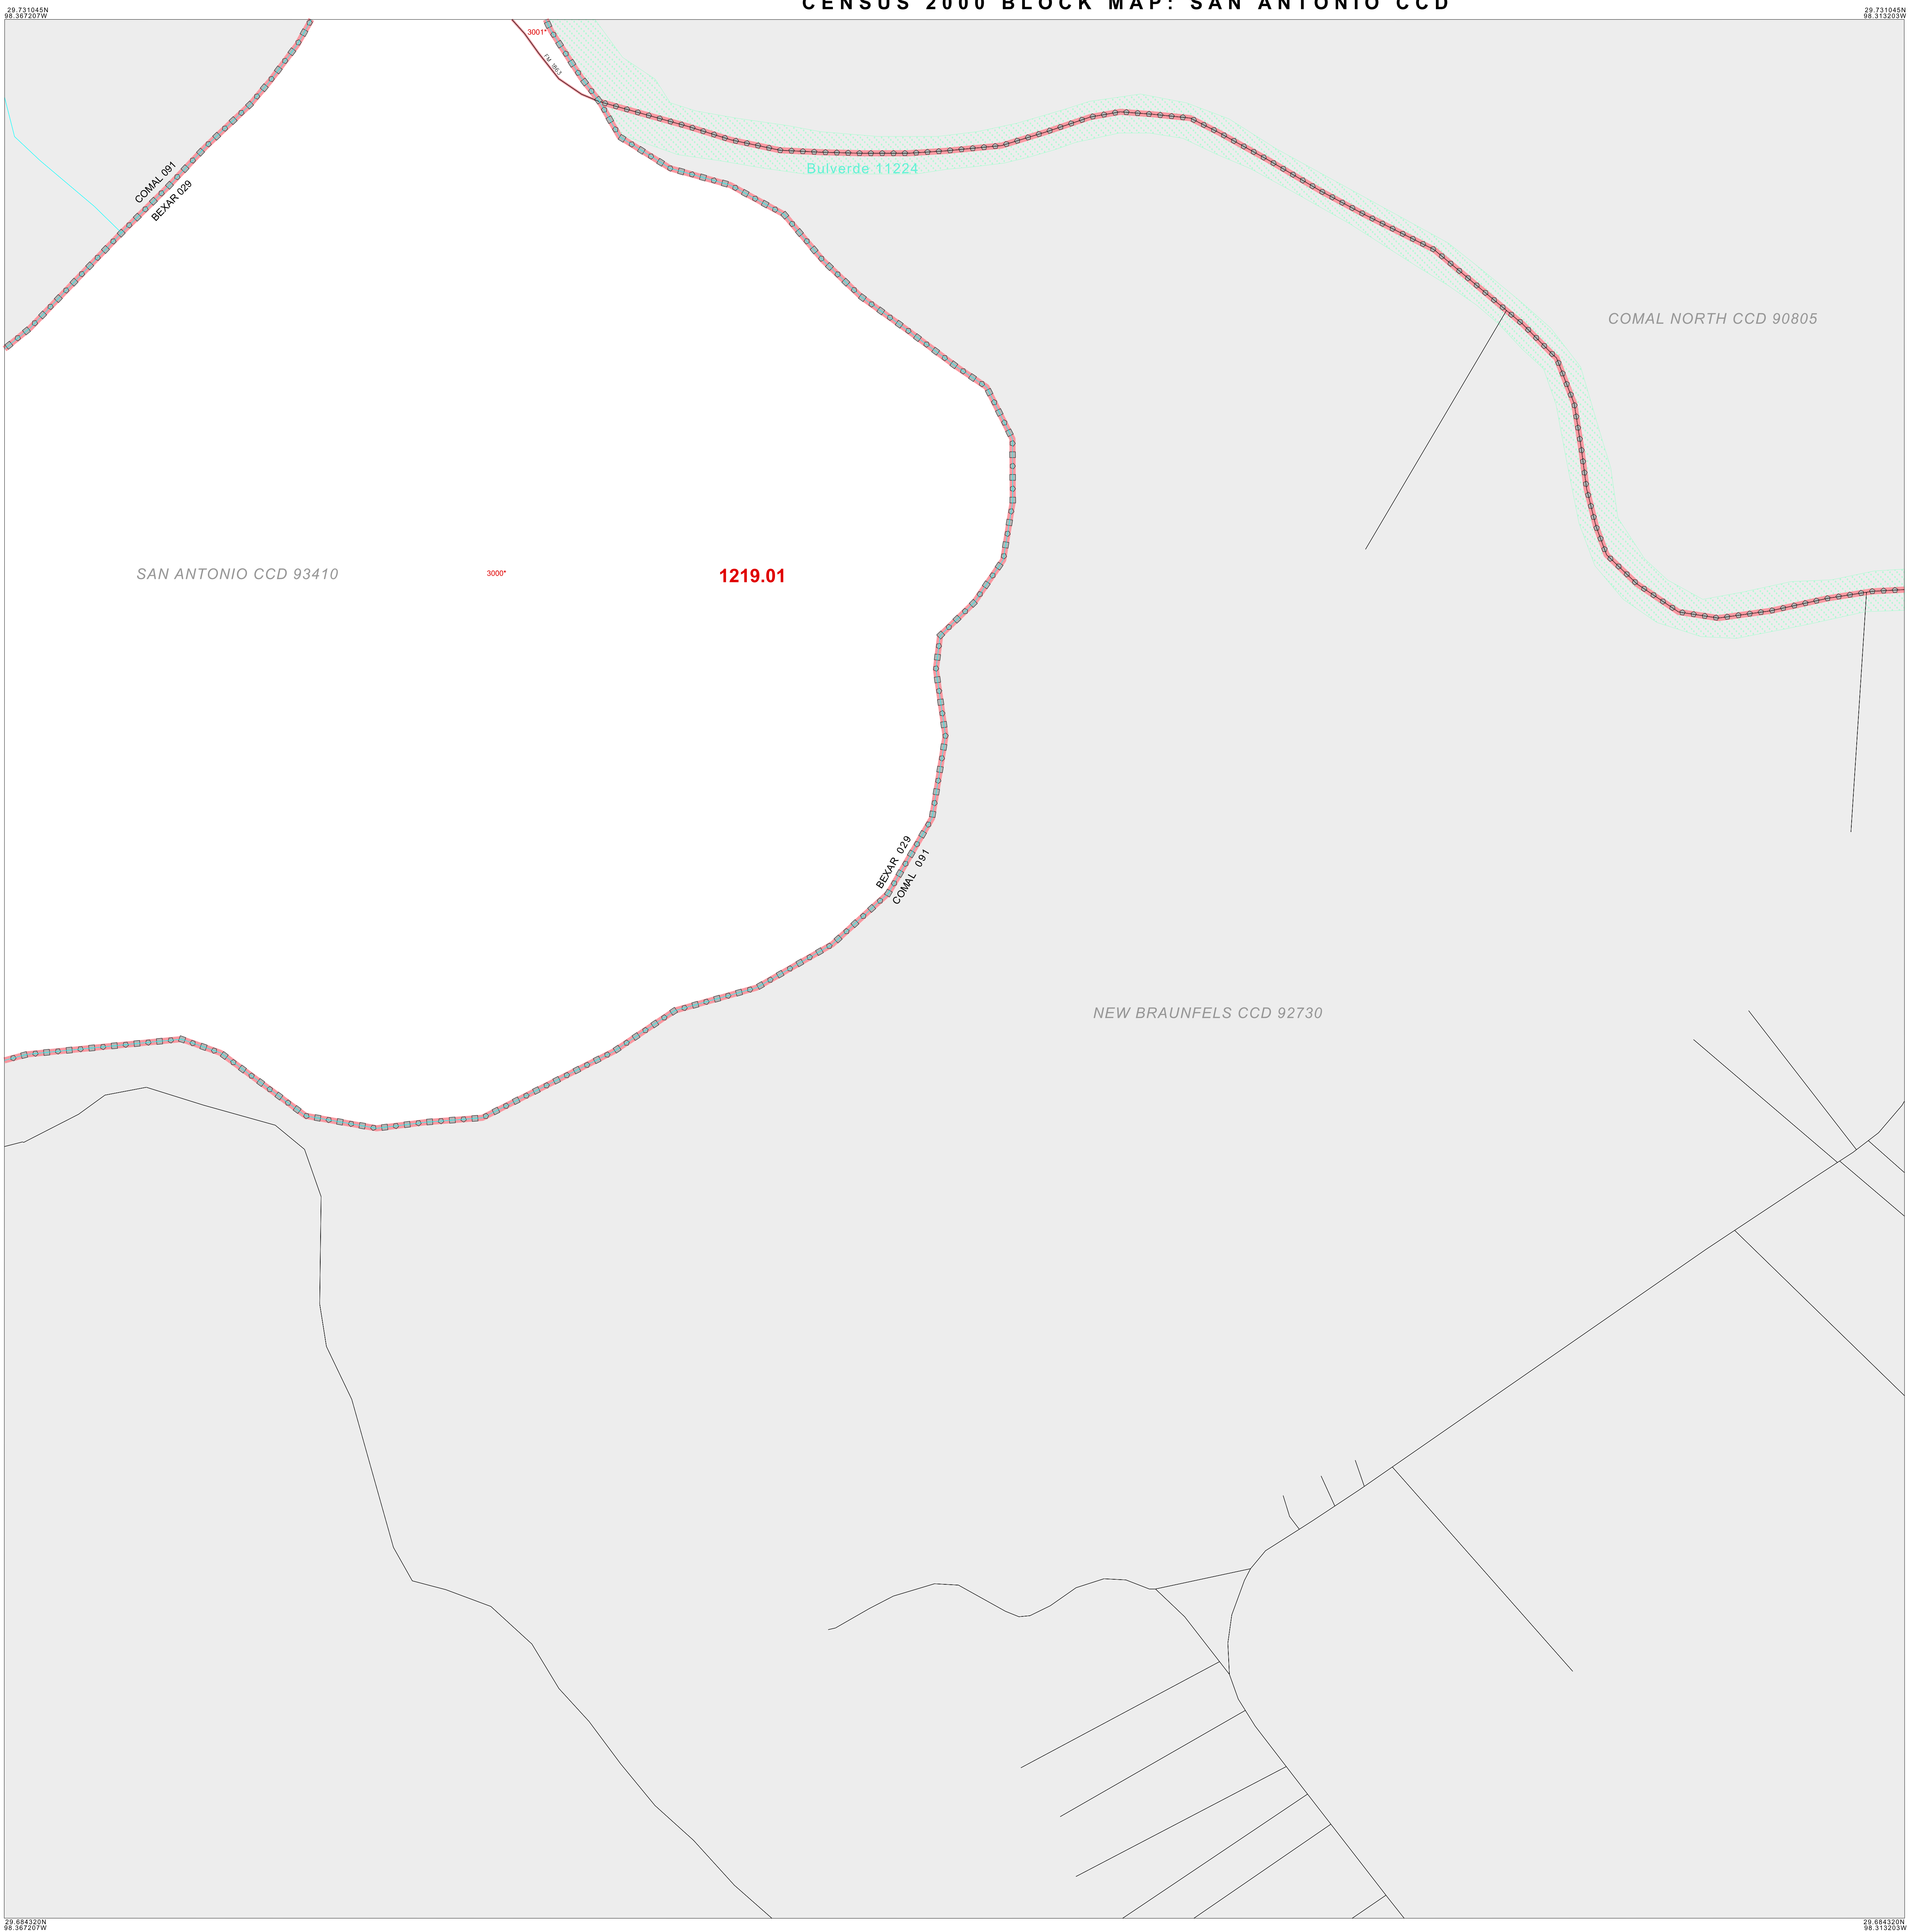 CENSUS 2000 BLOCK MAP: SAN ANTONIO CCD
29.731045N
98.367207W
29.731045N
98.313203W
3001*
FM 1863
Bulverde 11224
COMAL 091
BEXAR 029
COMAL NORTH CCD 90805
SAN ANTONIO CCD 93410
3000*
1219.01
BEXAR 029
COMAL 091
NEW BRAUNFELS CCD 92730
29.684320N
98.367207W
29.684320N
98.313203W